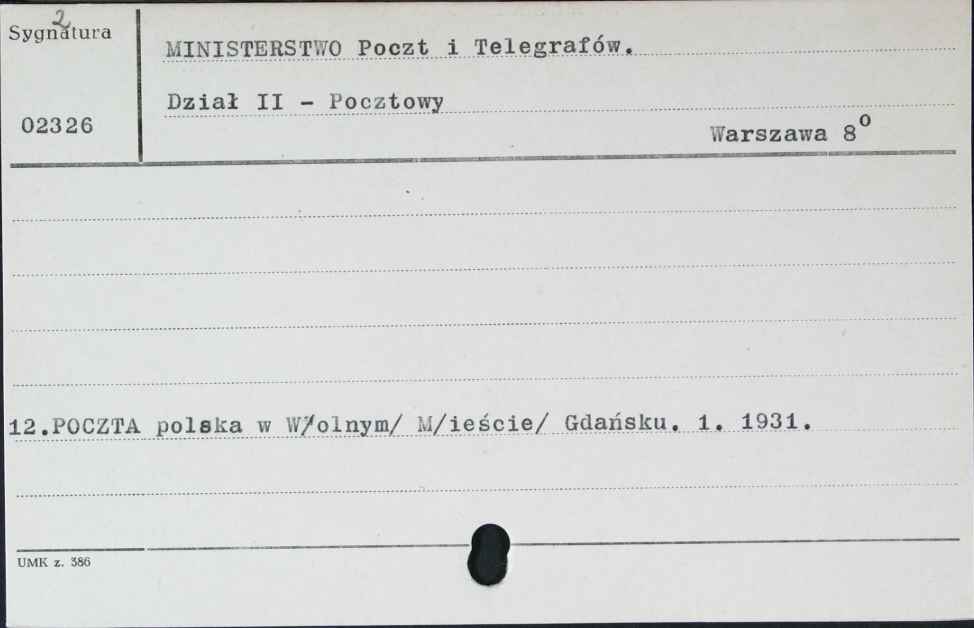 2
Sygnatura
MINISTERSTWO Poczt i Telegrafów.
Dział II - Pocztowy
02326
Warszawa 8°
12.POCZTA polska w W/olnym/ M/ieście/ Gdańsku. 1. 1931.
UMK z. 386